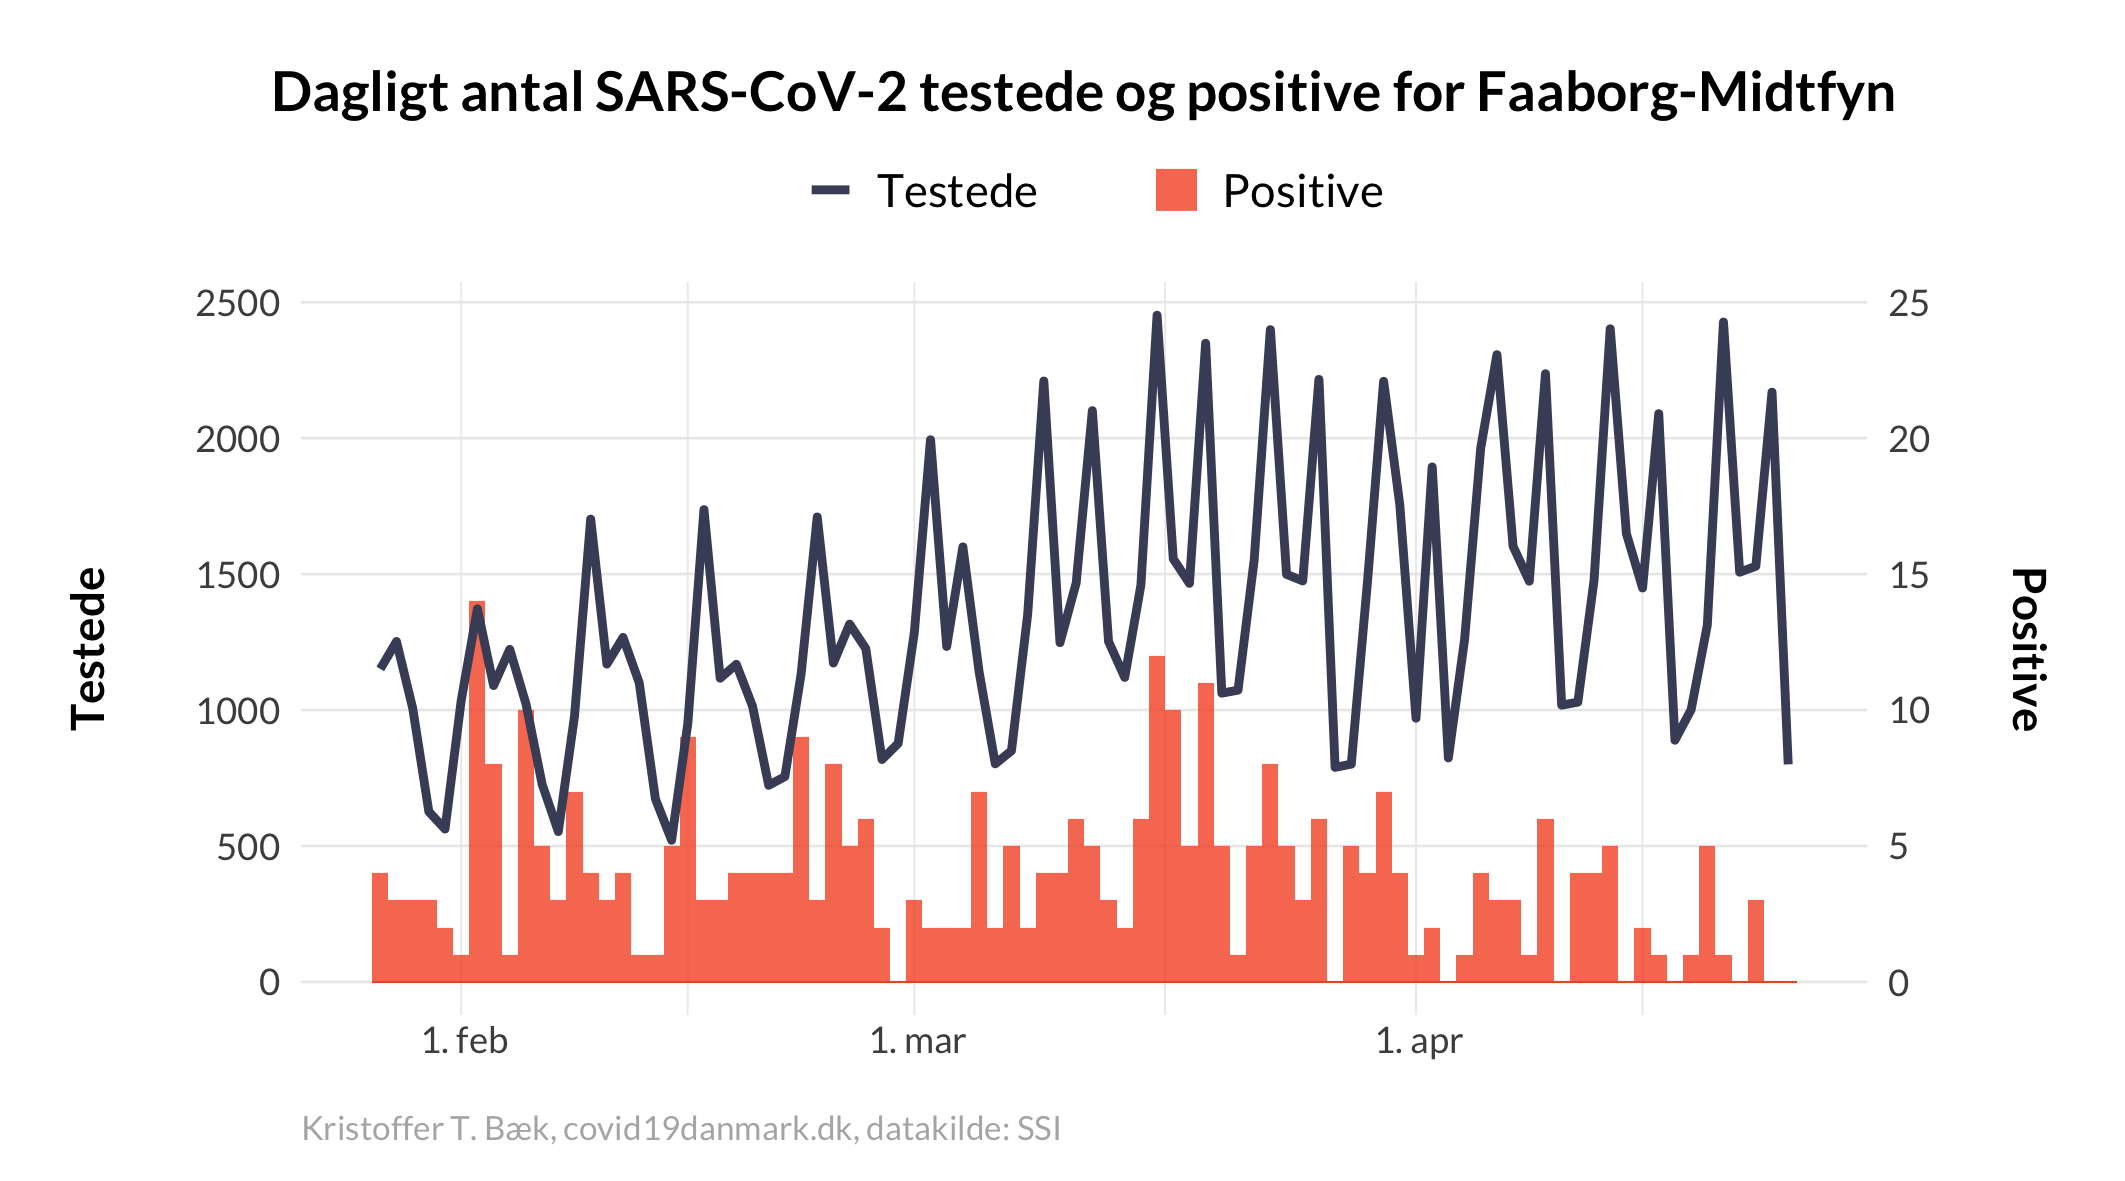 Dagligt antal SARS-CoV-2 testede og positive for Faaborg-Midtfyn
Testede
Positive
2500
2000
1500
1000
500
0
Testede
25
20
15
10
5
0
Positive
1. feb
1. mar
1. apr
Kristoffer T. Bæk, covid19danmark.dk, datakilde: SSI